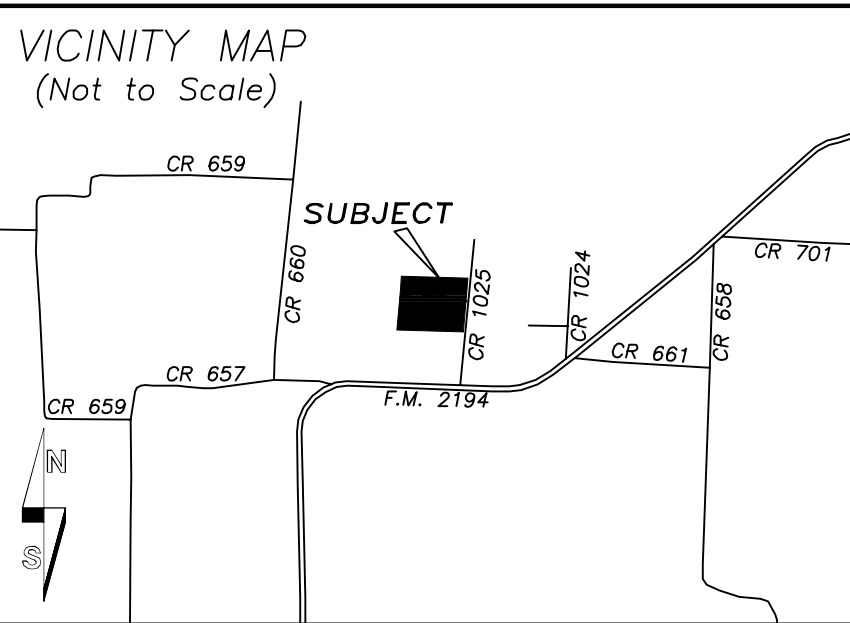 VICINITY MAP
(Not to Scale)
CR 659
SUBJECT
CR 660
CR 1025
CR 1024
CR 701
CR 658
CR 661
CR 657
F.M. 2194
CR 659
N
S